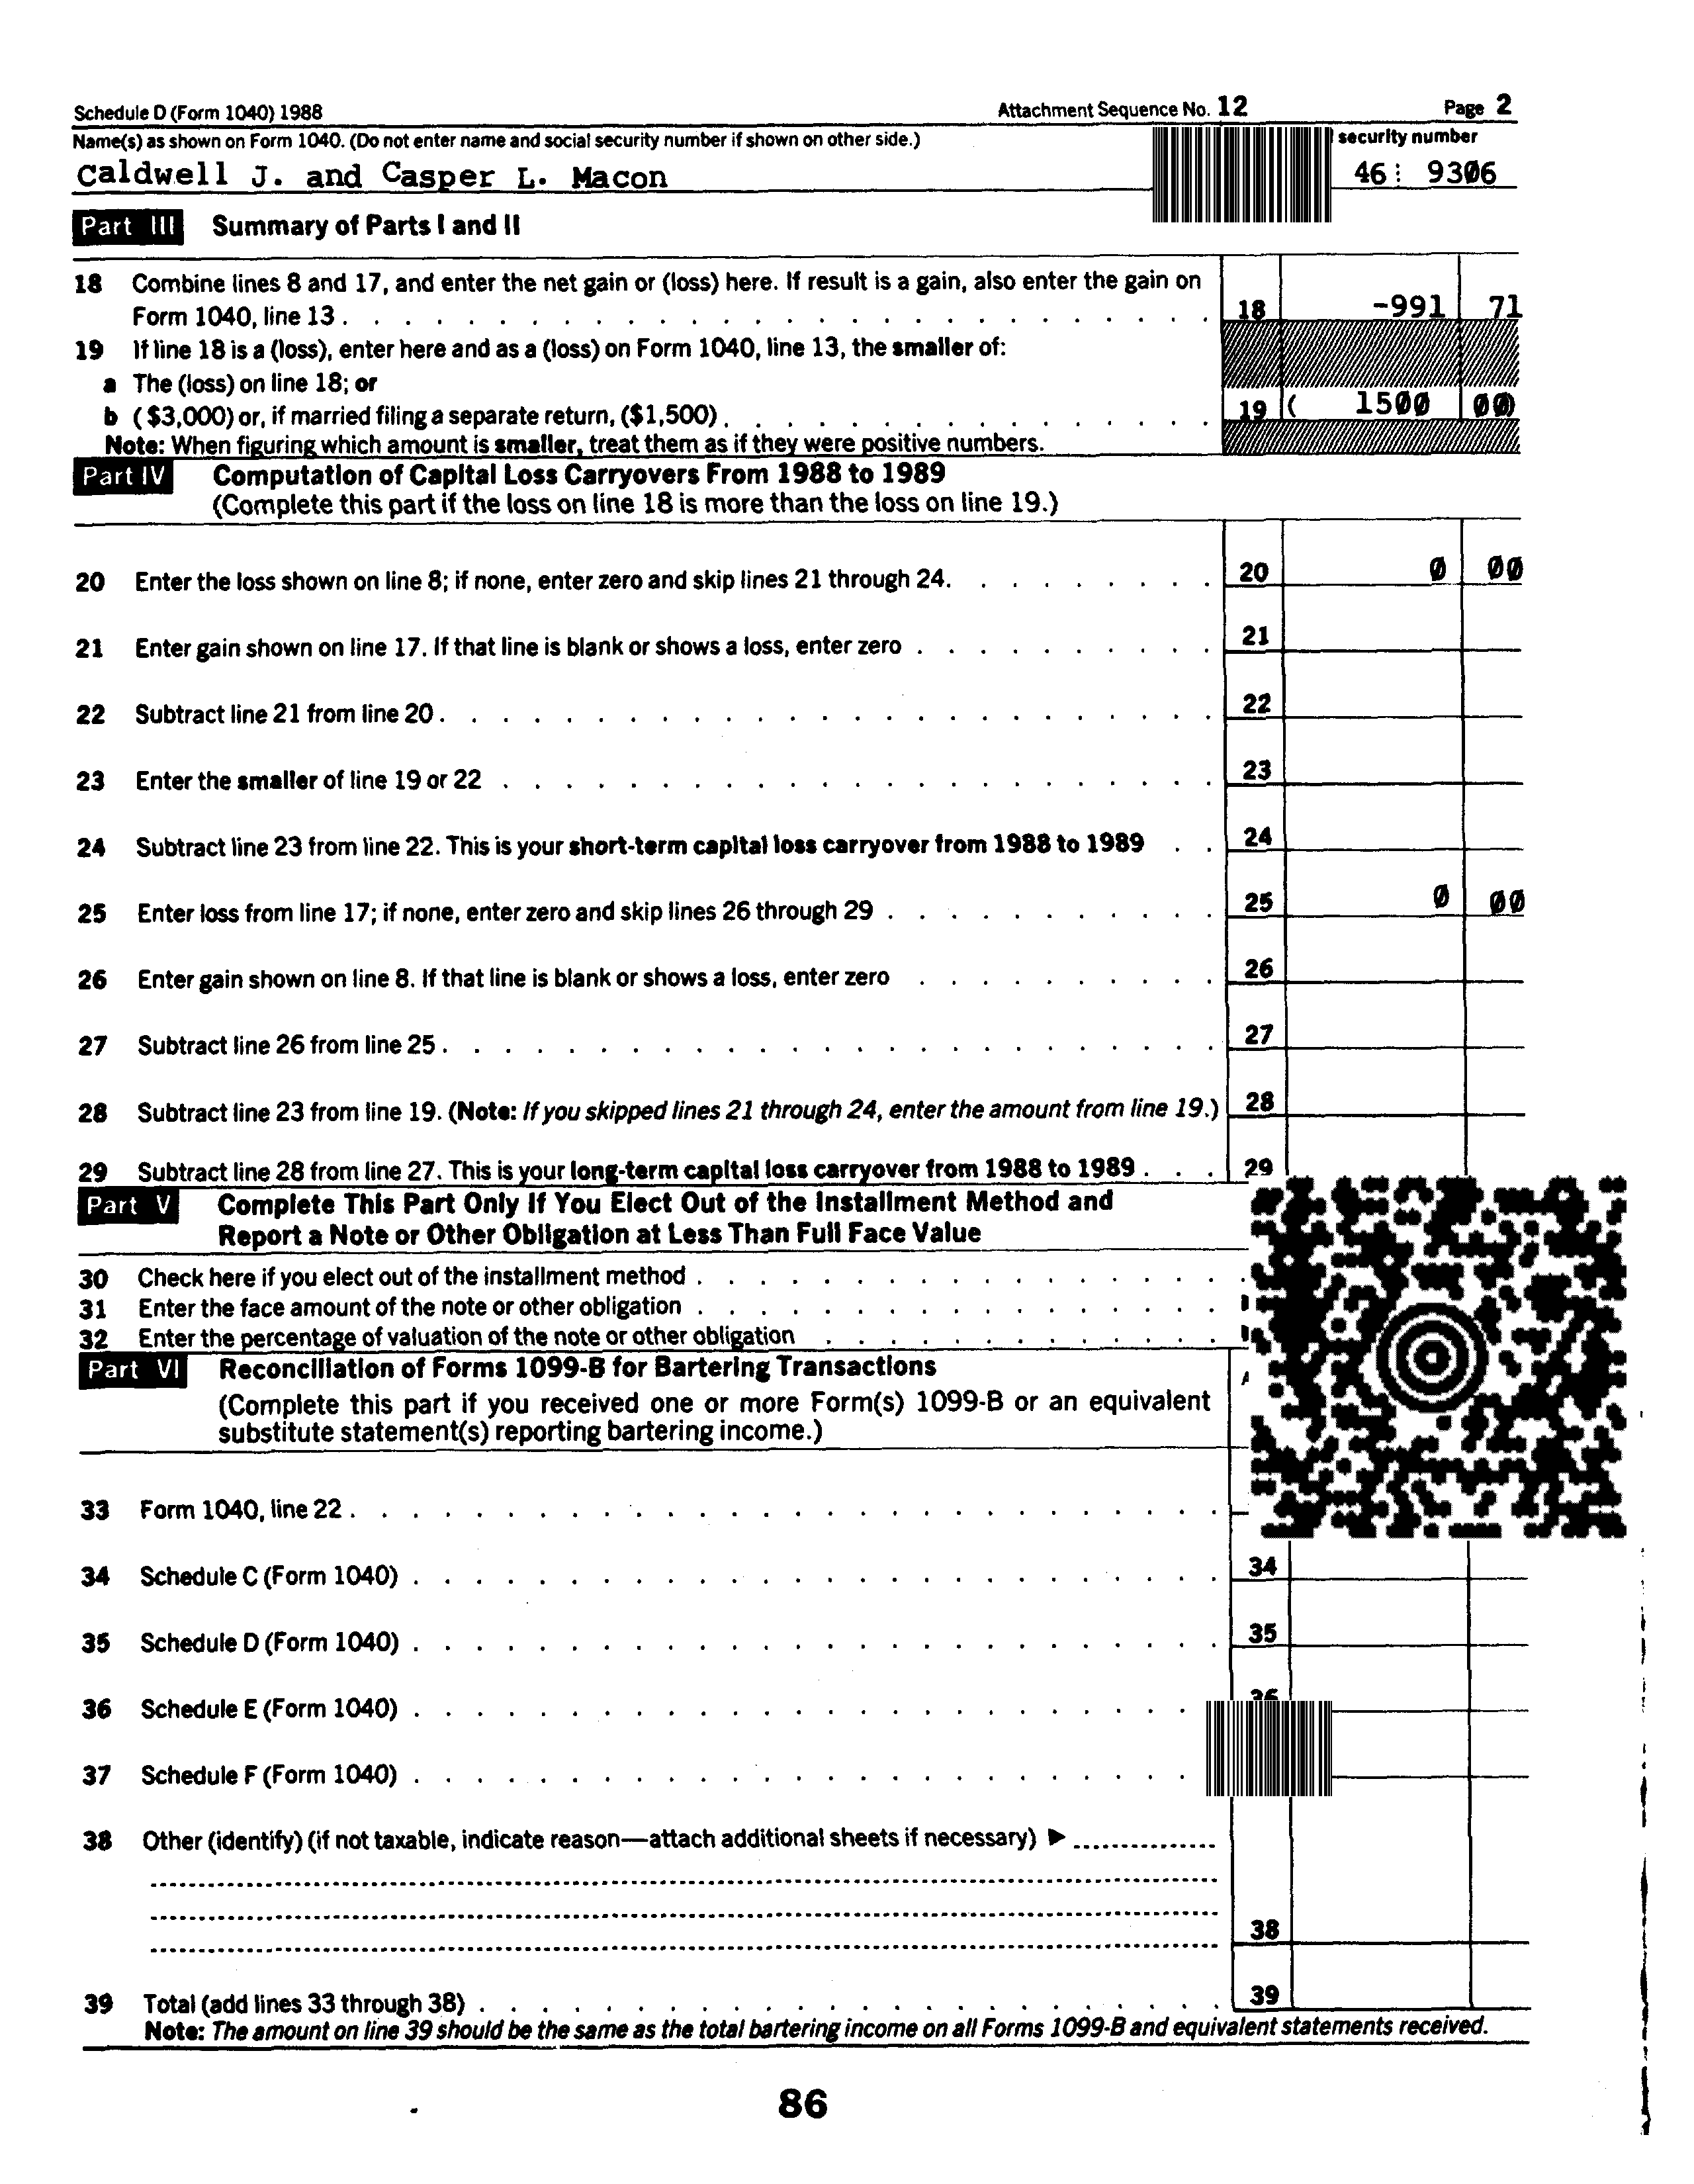 Schedule D (Form 1040) 1988 Attachment Sequence No. 12 Page 2
Name(s) as shown on Form 1040. (Do not enter name and social security number if shown on other side.) security number
Caldwell J. and Casper L. Macon 46 9306
Part III Summary of Parts I and II
18 Combine lines 8 and 17, and enter the net gain or (loss) here. If result is a gain, also enter the gain on
Form 1040, line 13 . . . . . . . . . . . . . . . . . . . . . . . . . . . . 18 -991 71
19 If line 18 is a (loss), enter here and as a (loss) on Form 1040, line 13, the smaller of:
a The (loss) on line 18; or
b ($3,000) or, if married filing a separate return, ($1,500) . . . . . . . . . . . . . . . . 19 ( 1500 00)
Note: When figuring which amount is smaller, treat them as if they were positive numbers.
Part IV Computation of Capital Loss Carryovers From 1988 to 1989
(Complete this part if the loss on line 18 is more than the loss on line 19.)
20 Enter the loss shown on line 8; if none, enter zero and skip lines 21 through 24. . . . . . . . . 20 0 00
21 Enter gain shown on line 17. If that line is blank or shows a loss, enter zero . . . . . . . . . . 21
22 Subtract line 21 from line 20 . . . . . . . . . . . . . . . . . . . . . . . . . 22
23 Enter the smaller of line 19 or 22 . . . . . . . . . . . . . . . . . . . . . . . 23
24 Subtract line 23 from line 22. This is your short-term capital loss carryover from 1988 to 1989 . . 24
25 Enter loss from line 17; if none, enter zero and skip lines 26 through 29 . . . . . . . . . . . 25 0 00
26 Enter gain shown on line 8. If that line is blank or shows a loss, enter zero . . . . . . . . . . 26
27 Subtract line 26 from line 25 . . . . . . . . . . . . . . . . . . . . . . . . . 27
28 Subtract line 23 from line 19. (Note: If you skipped lines 21 through 24, enter the amount from line 19.) 28
29 Subtract line 28 from line 27. This is your long-term capital loss carryover from 1988 to 1989 . . . 29
Part V Complete This Part Only If You Elect Out of the Installment Method and
Report a Note or Other Obligation at Less Than Full Face Value
30 Check here if you elect out of the installment method . . . . . . . . . . . . . . . . . .
31 Enter the face amount of the note or other obligation . . . . . . . . . . . . . . . . .
32 Enter the percentage of valuation of the note or other obligation . . . . . . . . . . . . .
Part VI Reconciliation of Forms 1099-B for Bartering Transactions
(Complete this part if you received one or more Form(s) 1099-B or an equivalent
substitute statement(s) reporting bartering income.)
33 Form 1040, line 22 . . . . . . . . . . . . . . . . . . . . . . . . . . . .
34 Schedule C (Form 1040) . . . . . . . . . . . . . . . . . . . . . . . . . . 34
35 Schedule D (Form 1040) . . . . . . . . . . . . . . . . . . . . . . . . . . 35
36 Schedule E (Form 1040) . . . . . . . . . . . . . . . . . . . . . . . . .
37 Schedule F (Form 1040) . . . . . . . . . . . . . . . . . . . . . . . . .
38 Other (identify) (if not taxable, indicate reason—attach additional sheets if necessary) ▶
38
39 Total (add lines 33 through 38) . . . . . . . . . . . . . . . . . . . . . . . . 39
Note: The amount on line 39 should be the same as the total bartering income on all Forms 1099-B and equivalent statements received.
86